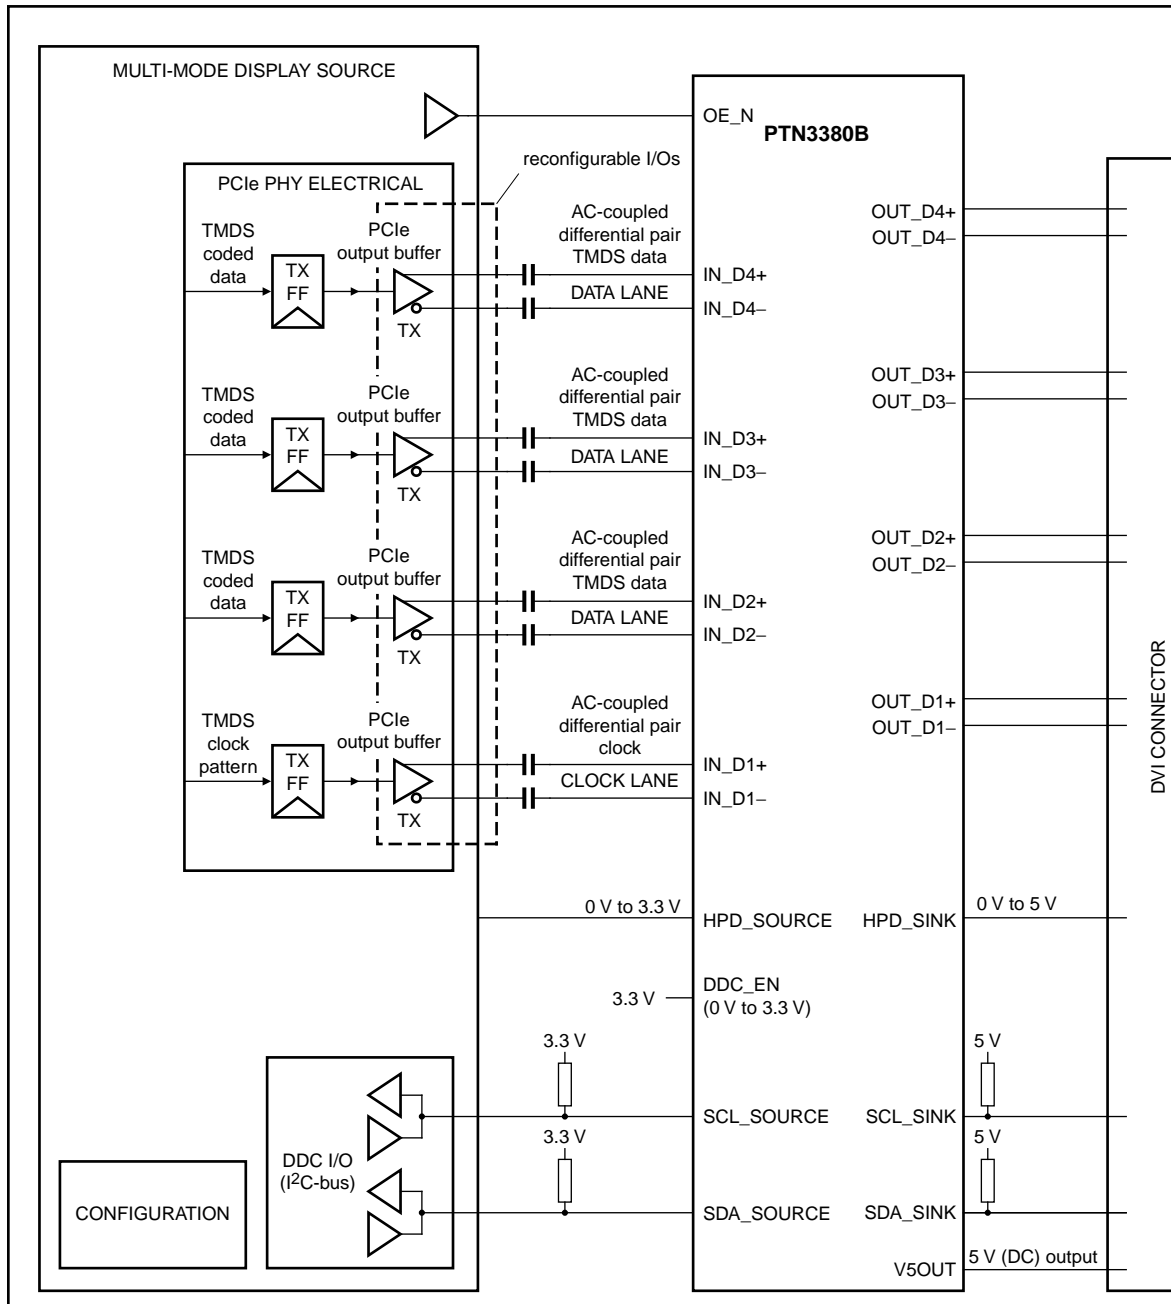 MULTI-MODE DISPLAY SOURCE
OE_N
PTN3380B
reconfigurable I/Os
PCIe PHY ELECTRICAL
TMDS
coded
data
TX
FF
PCIe
output buffer
TX
AC-coupled
differential pair
TMDS data
DATA LANE
IN_D4+
IN_D4−
OUT_D4+
OUT_D4−
TMDS
coded
data
TX
FF
PCIe
output buffer
TX
AC-coupled
differential pair
TMDS data
DATA LANE
IN_D3+
IN_D3−
OUT_D3+
OUT_D3−
TMDS
coded
data
TX
FF
PCIe
output buffer
TX
AC-coupled
differential pair
TMDS data
DATA LANE
IN_D2+
IN_D2−
OUT_D2+
OUT_D2−
TMDS
clock
pattern
TX
FF
PCIe
output buffer
TX
AC-coupled
differential pair
clock
CLOCK LANE
IN_D1+
IN_D1−
OUT_D1+
OUT_D1−
DVI CONNECTOR
0 V to 3.3 V
HPD_SOURCE
HPD_SINK
0 V to 5 V
3.3 V
DDC_EN
(0 V to 3.3 V)
3.3 V
5 V
SCL_SOURCE
SCL_SINK
3.3 V
5 V
DDC I/O
(I²C-bus)
CONFIGURATION
SDA_SOURCE
SDA_SINK
V5OUT
5 V (DC) output